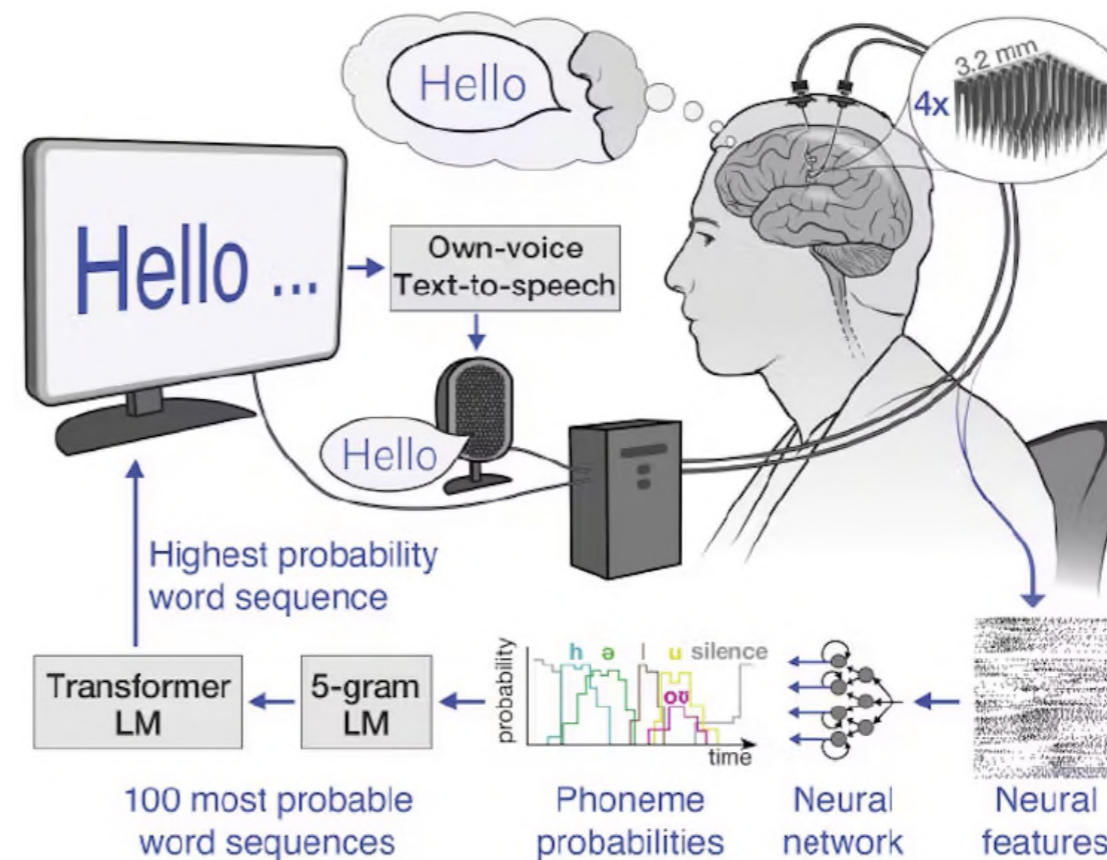 Hello
3.2 mm
4x
Hello ...
Own-voice
Text-to-speech
Hello
Highest probability
word sequence
Transformer
LM
5-gram
LM
100 most probable
word sequences
probability
h ə l u silence
oʊ
time
Phoneme
probabilities
Neural
network
Neural
features